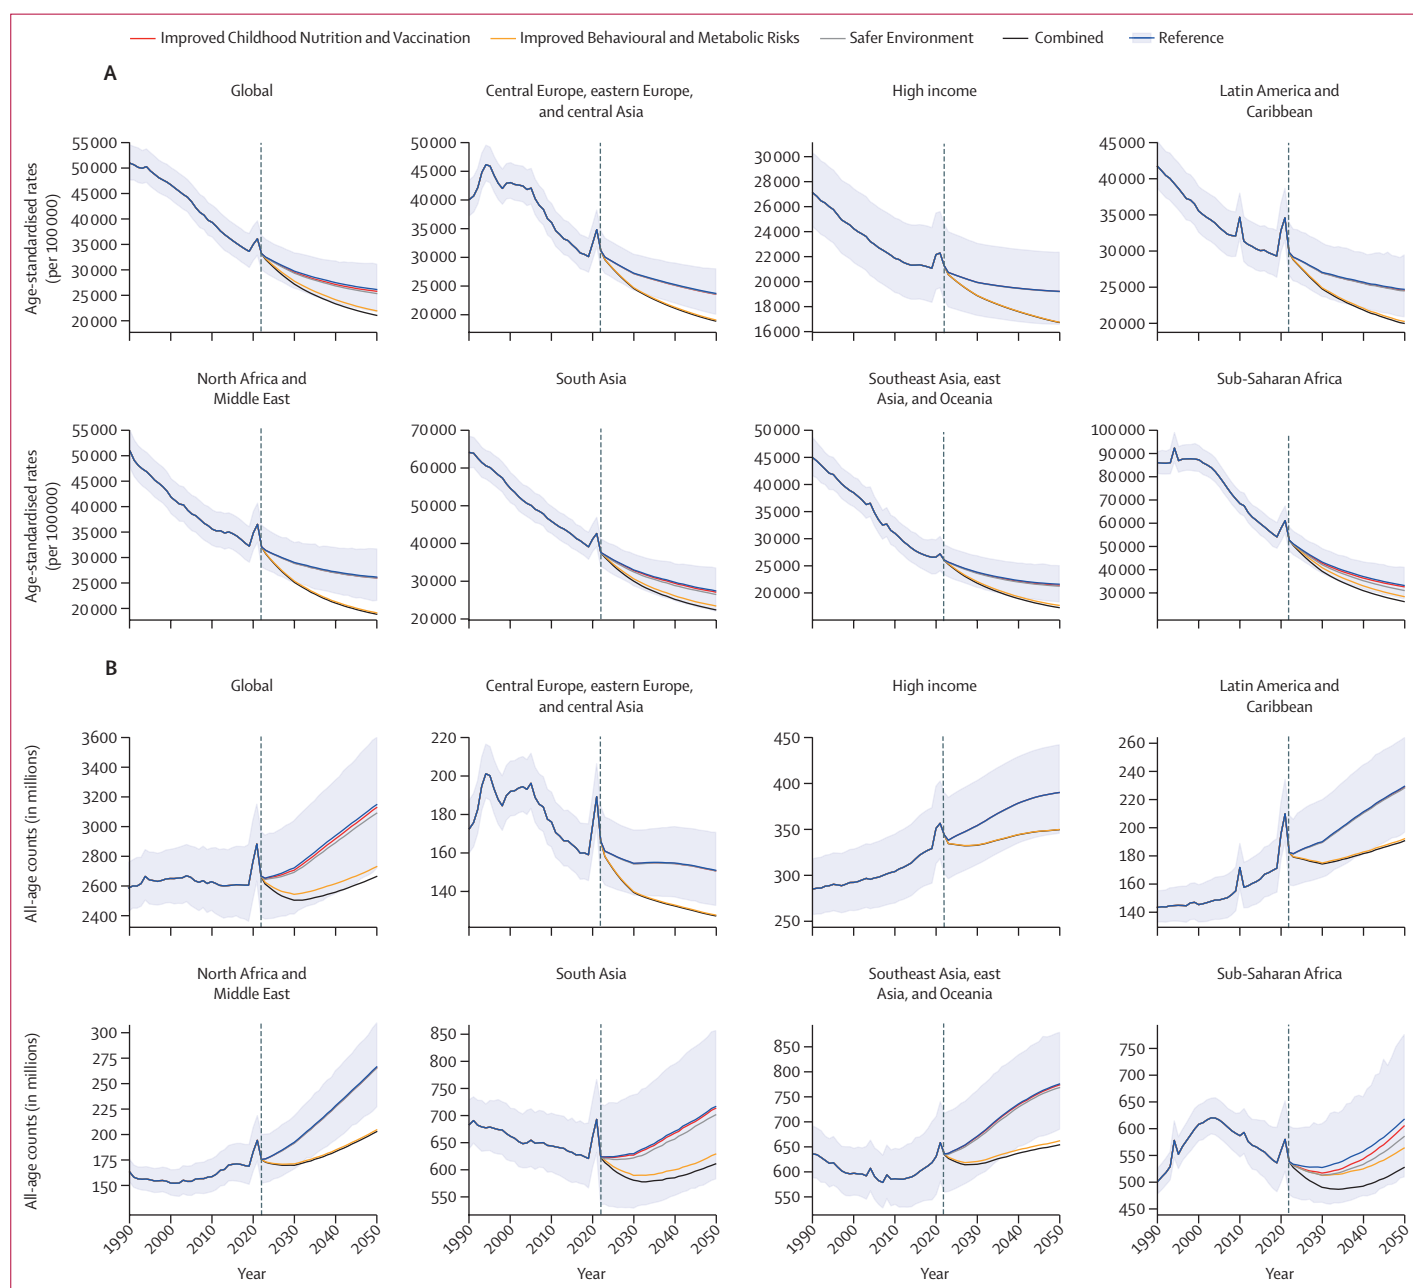 Improved Childhood Nutrition and Vaccination Improved Behavioural and Metabolic Risks Safer Environment Combined Reference
A
Global
Central Europe, eastern Europe,
and central Asia
High income
Latin America and
Caribbean
Age-standardised rates
(per 100 000)
55 000
50 000
45 000
40 000
35 000
30 000
25 000
20 000
50 000
45 000
40 000
35 000
30 000
25 000
20 000
30 000
28 000
26 000
24 000
22 000
20 000
18 000
16 000
45 000
40 000
35 000
30 000
25 000
20 000
North Africa and
Middle East
South Asia
Southeast Asia, east
Asia, and Oceania
Sub-Saharan Africa
Age-standardised rates
(per 100 000)
55 000
50 000
45 000
40 000
35 000
30 000
25 000
20 000
70 000
60 000
50 000
40 000
30 000
20 000
50 000
45 000
40 000
35 000
30 000
25 000
20 000
100 000
90 000
80 000
70 000
60 000
50 000
40 000
30 000
B
Global
Central Europe, eastern Europe,
and central Asia
High income
Latin America and
Caribbean
All-age counts (in millions)
3600
3400
3200
3000
2800
2600
2400
220
200
180
160
140
450
400
350
300
250
260
240
220
200
180
160
140
North Africa and
Middle East
South Asia
Southeast Asia, east
Asia, and Oceania
Sub-Saharan Africa
All-age counts (in millions)
300
275
250
225
200
175
150
850
800
750
700
650
600
550
850
800
750
700
650
600
550
750
700
650
600
550
500
450
1990 2000 2010 2020 2030 2040 2050
1990 2000 2010 2020 2030 2040 2050
1990 2000 2010 2020 2030 2040 2050
1990 2000 2010 2020 2030 2040 2050
Year
Year
Year
Year